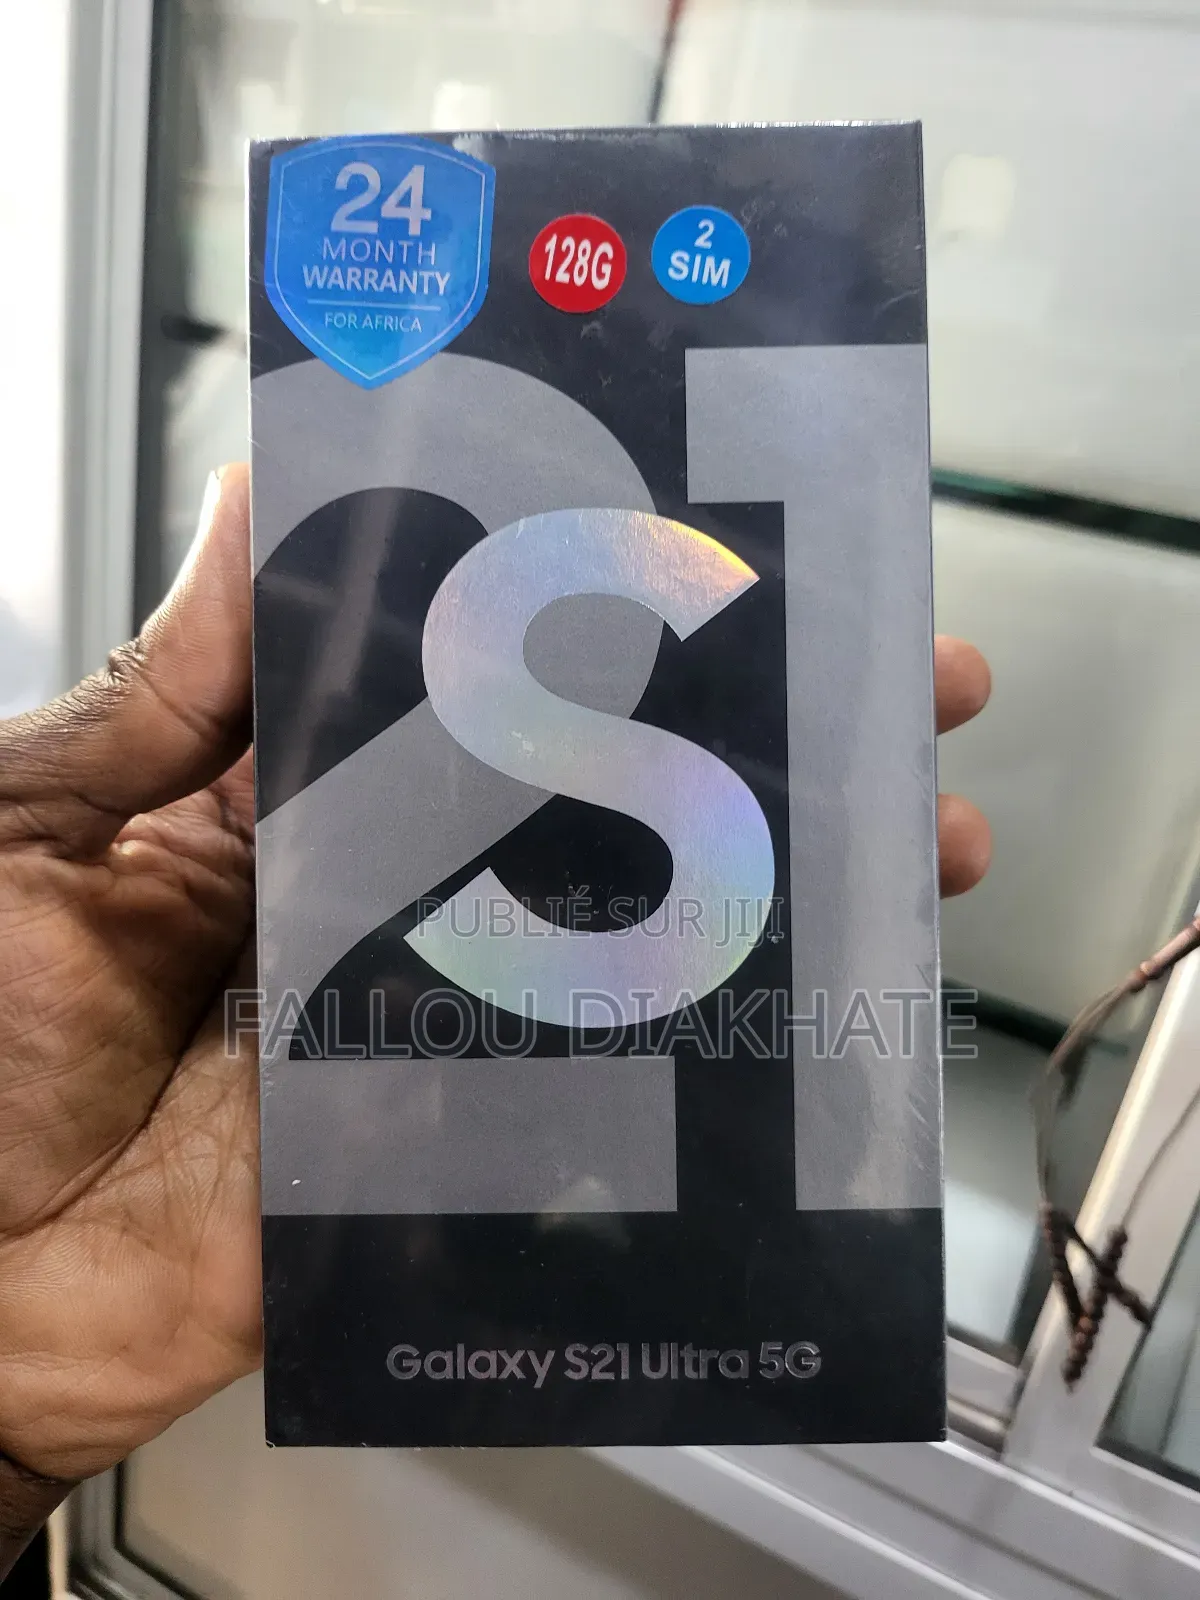 24
MONTH
WARRANTY
FOR AFRICA
128G
2
SIM
21
S
PUBLIÉ SUR JIJI
FALLOU DIAKHATE
Galaxy S21 Ultra 5G